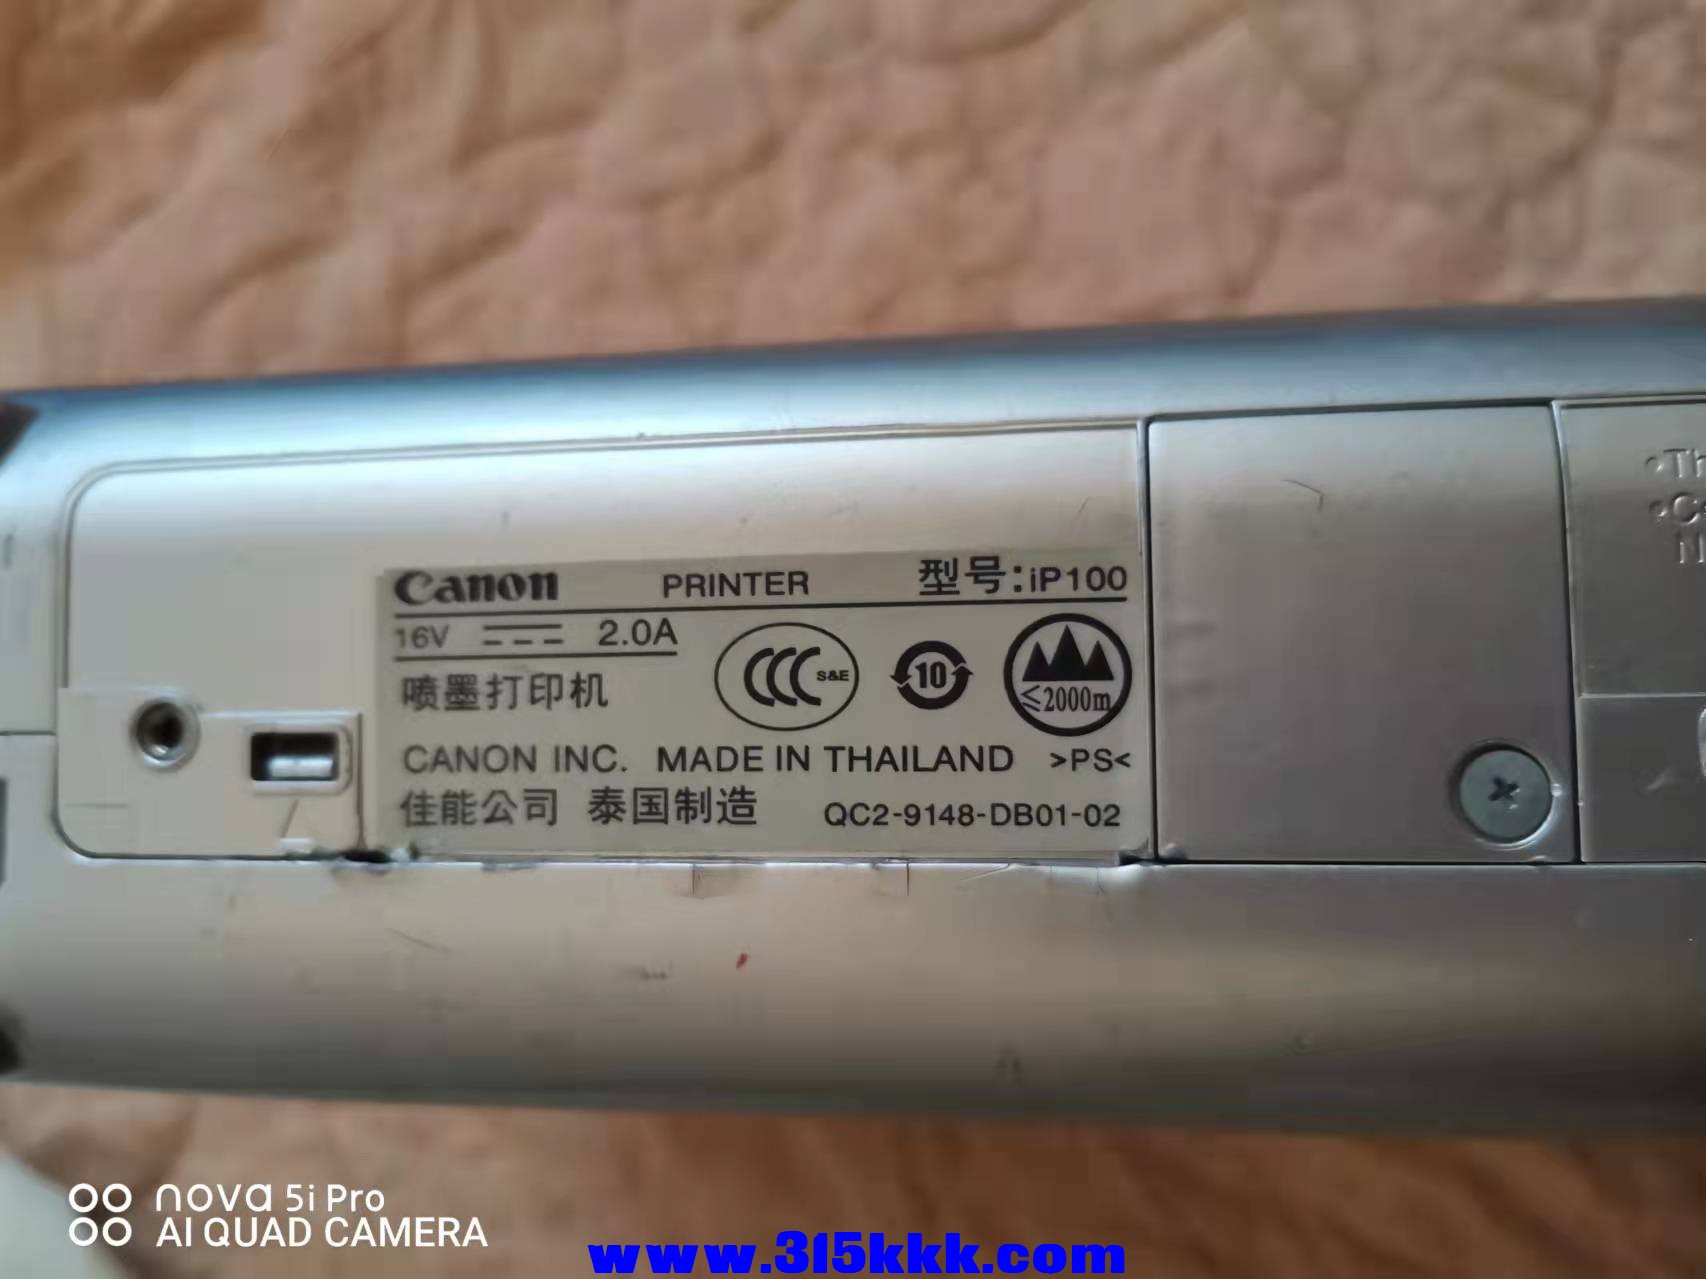 Canon PRINTER 型号:iP100
16V 2.0A
喷墨打印机
CCC S&E
10
≤2000m
CANON INC. MADE IN THAILAND >PS<
佳能公司 泰国制造 QC2-9148-DB01-02
nova 5i Pro
AI QUAD CAMERA
www.315kkk.com